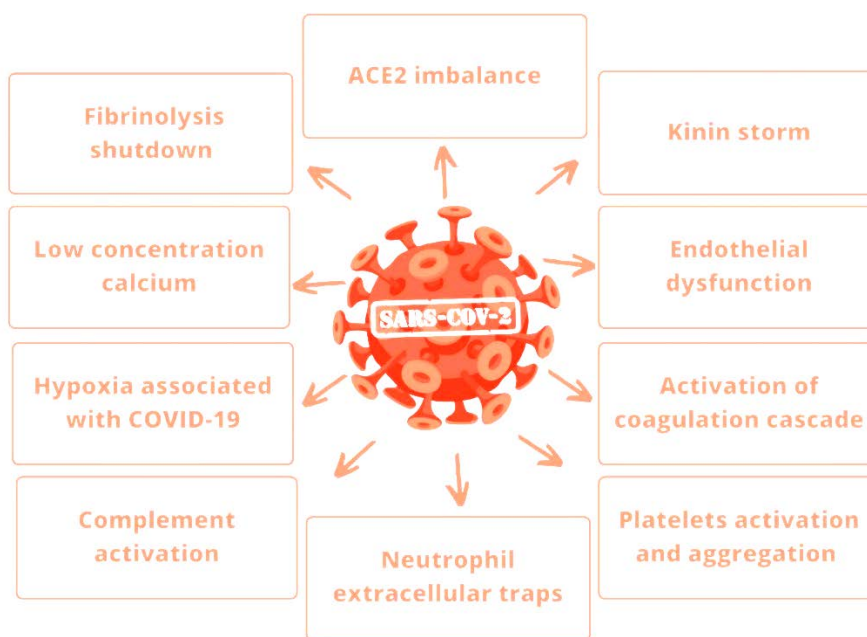 ACE2 imbalance
Fibrinolysis
shutdown
Kinin storm
Low concentration
calcium
Endothelial
dysfunction
SARS-COV-2
Hypoxia associated
with COVID-19
Activation of
coagulation cascade
Complement
activation
Platelets activation
and aggregation
Neutrophil
extracellular traps